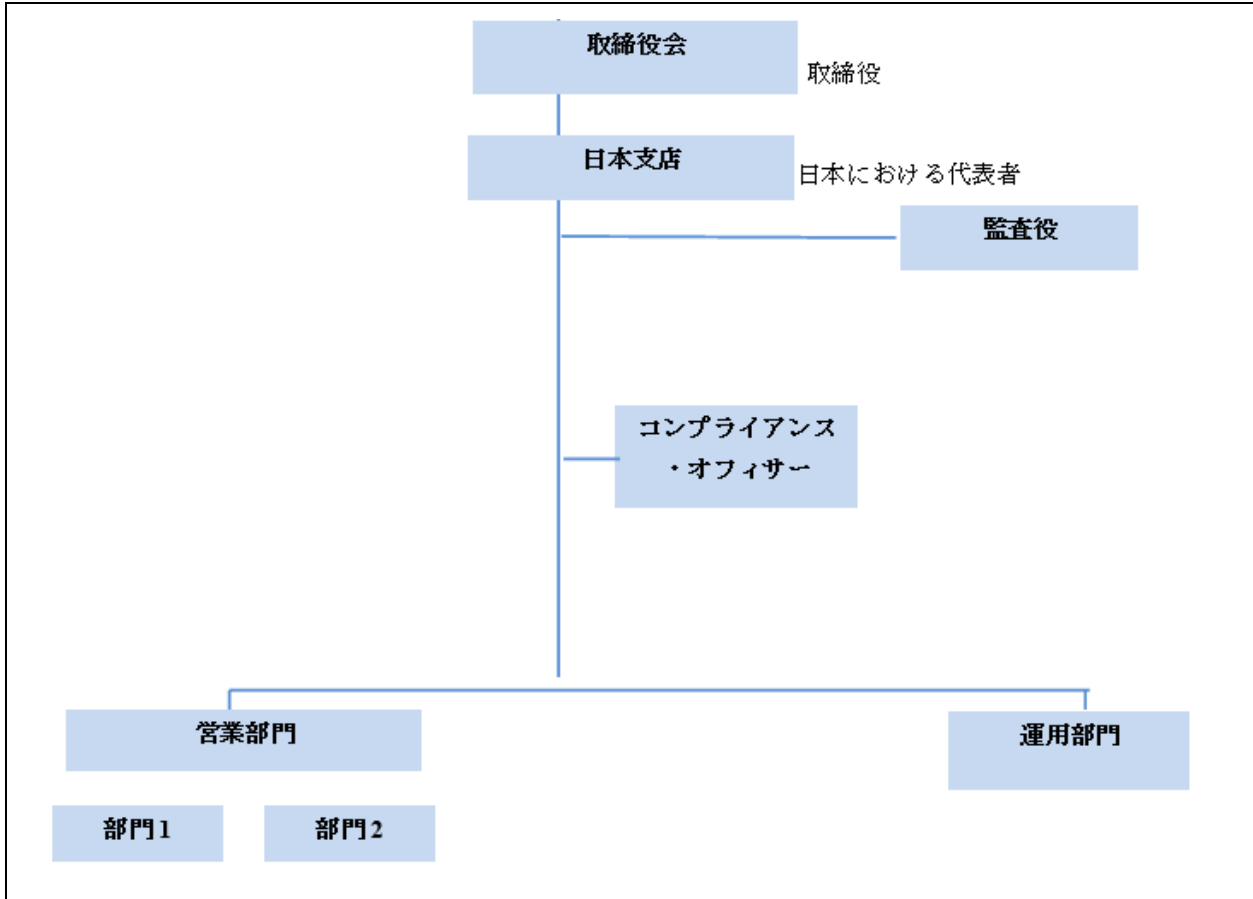 取締役会
取締役
日本支店
日本における代表者
監査役
コンプライアンス
・オフィサー
営業部門
運用部門
部門1
部門2